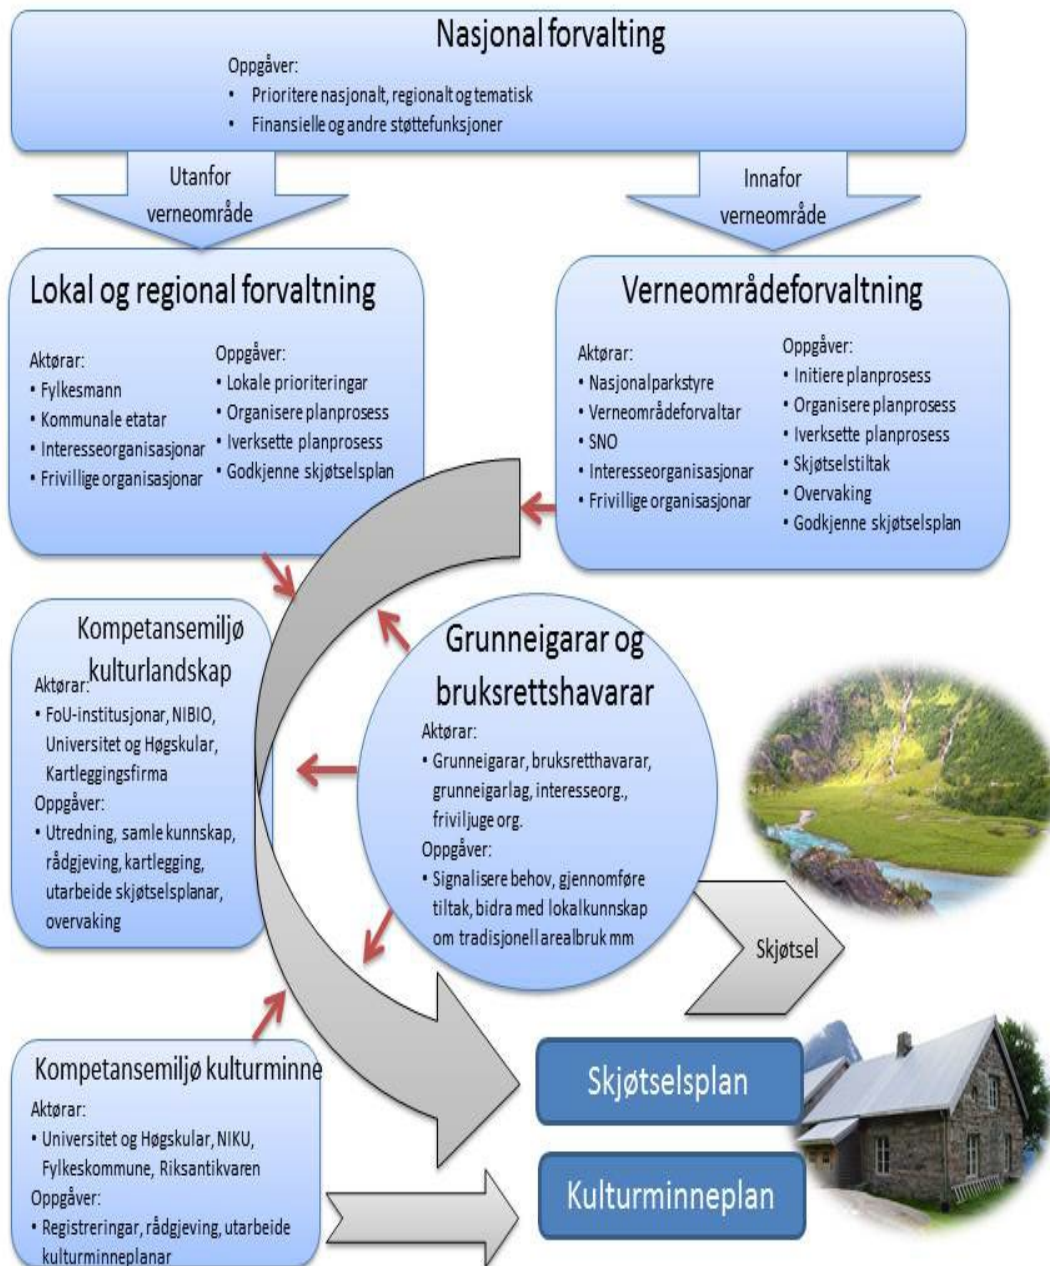 Nasjonal forvalting
Oppgåver:
• Prioritere nasjonalt, regionalt og tematisk
• Finansielle og andre støttefunksjoner
Utanfor
verneområde
Innafor
verneområde
Lokal og regional forvaltning
Aktørar:
• Fylkesmann
• Kommunale etatar
• Interesseorganisasjonar
• Frivillige organisasjonar
Oppgåver:
• Lokale prioriteringar
• Organisere planprosess
• Iverksette planprosess
• Godkjenne skjøtselsplan
Verneområdeforvaltning
Aktørar:
• Nasjonalparkstyre
• Verneområdeforvaltar
• SNO
• Interesseorganisasjonar
• Frivillige organisasjonar
Oppgåver:
• Initiere planprosess
• Organisere planprosess
• Iverksette planprosess
• Skjøtselstiltak
• Overvaking
• Godkjenne skjøtselsplan
Kompetansemiljø
kulturlandskap
Aktørar:
• FoU-institusjonar, NIBIO,
Universitet og Høgskular,
Kartleggingsfirma
Oppgåver:
• Utredning, samle kunnskap,
rådgjeving, kartlegging,
utarbeide skjøtselsplanar,
overvaking
Grunneigarar og
bruksrettshavarar
Aktørar:
• Grunneigarar, bruksretthavarar,
grunneigarlag, interesseorg.,
friviljuge org.
Oppgåver:
• Signalisere behov, gjennomføre
tiltak, bidra med lokalkunnskap
om tradisjonell arealbruk mm
Skjøtsel
Kompetansemiljø kulturminne
Aktørar:
• Universitet og Høgskular, NIKU,
Fylkeskommune, Riksantikvaren
Oppgåver:
• Registreringar, rådgjeving, utarbeide
kulturminneplanar
Skjøtselsplan
Kulturminneplan